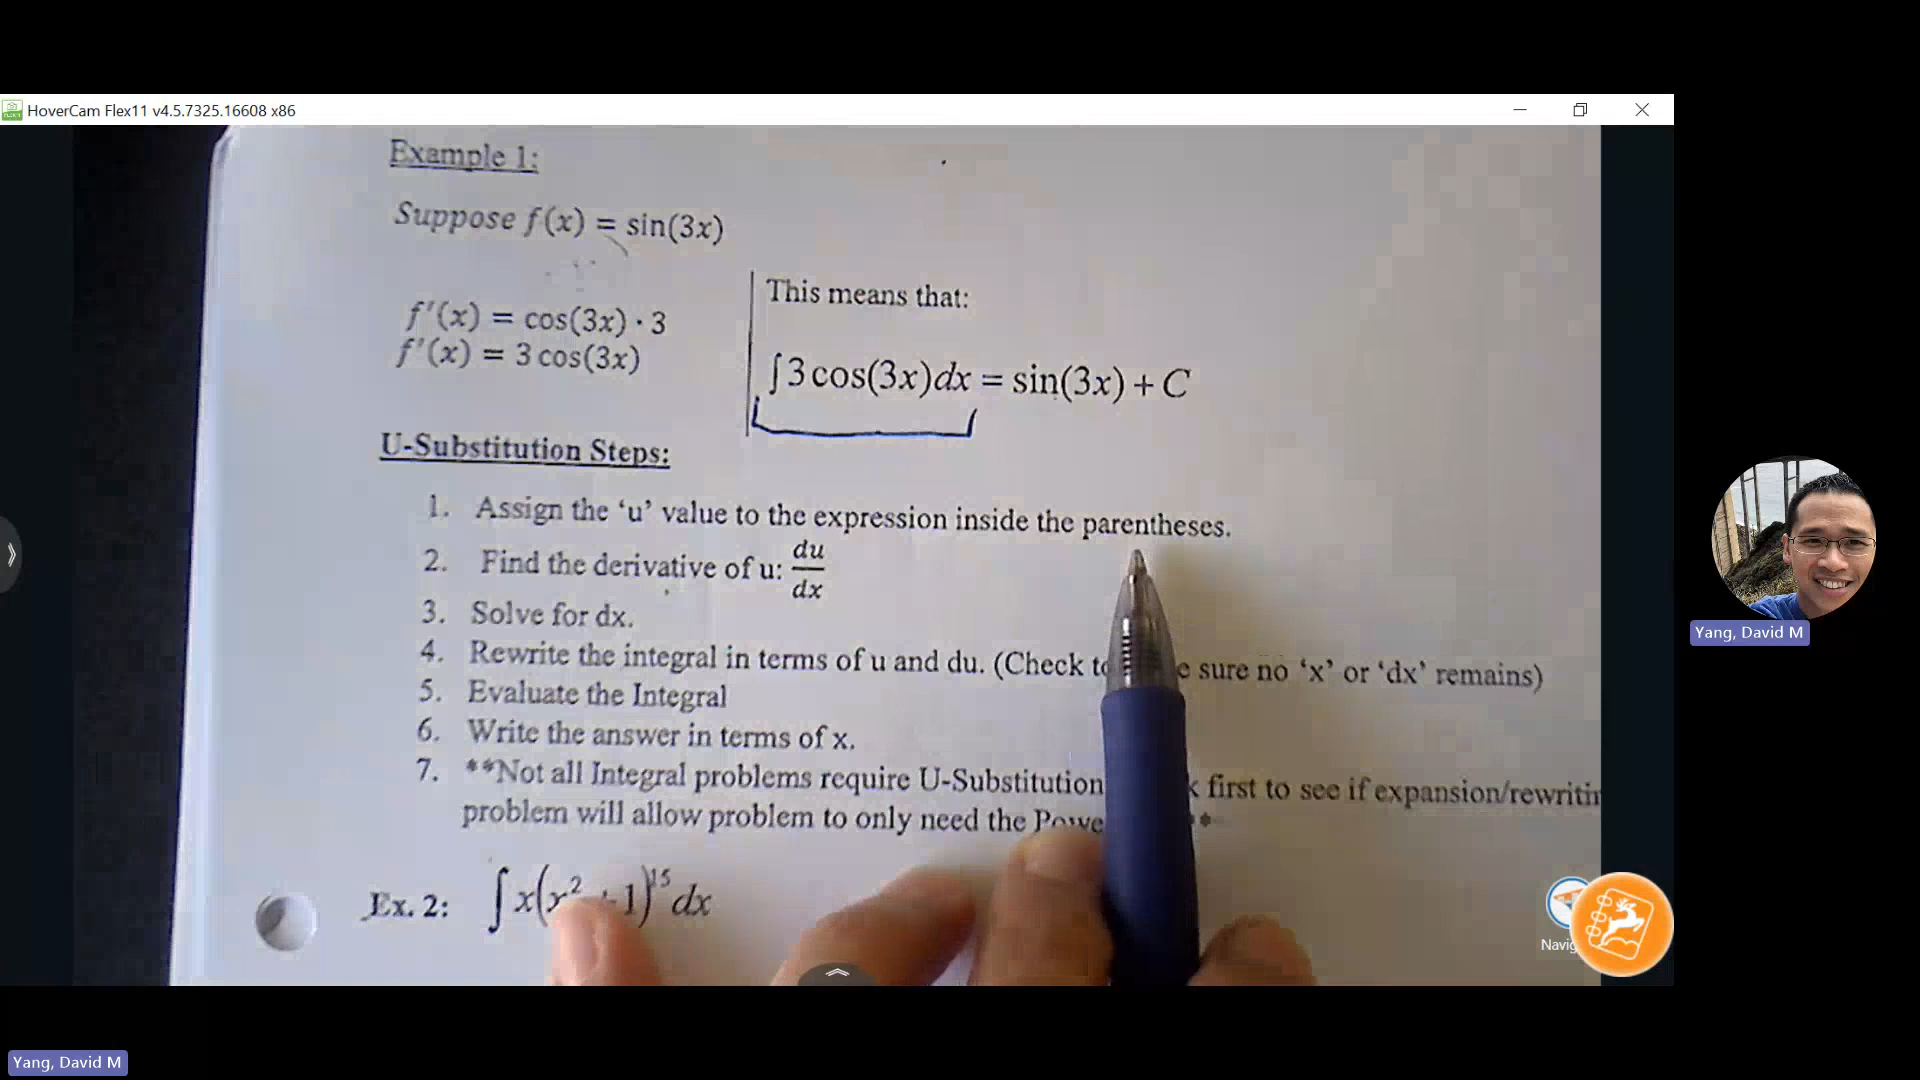 HoverCam Flex11 v4.5.7325.16608 x86
Example 1:
Suppose f(x) = sin(3x)
f'(x) = cos(3x) · 3
f'(x) = 3 cos(3x)
This means that:
∫3cos(3x)dx = sin(3x) + C
U-Substitution Steps:
1. Assign the ‘u’ value to the expression inside the parentheses.
2. Find the derivative of u: du/dx
3. Solve for dx.
4. Rewrite the integral in terms of u and du. (Check sure no ‘x’ or ‘dx’ remains)
5. Evaluate the Integral
6. Write the answer in terms of x.
7. **Not all Integral problems require U-Substitution first to see if expansion/rewritin
problem will allow problem to only need the Powe
Ex. 2: ∫x(x² + 1)¹⁵dx
Navig
Yang, David M
Yang, David M